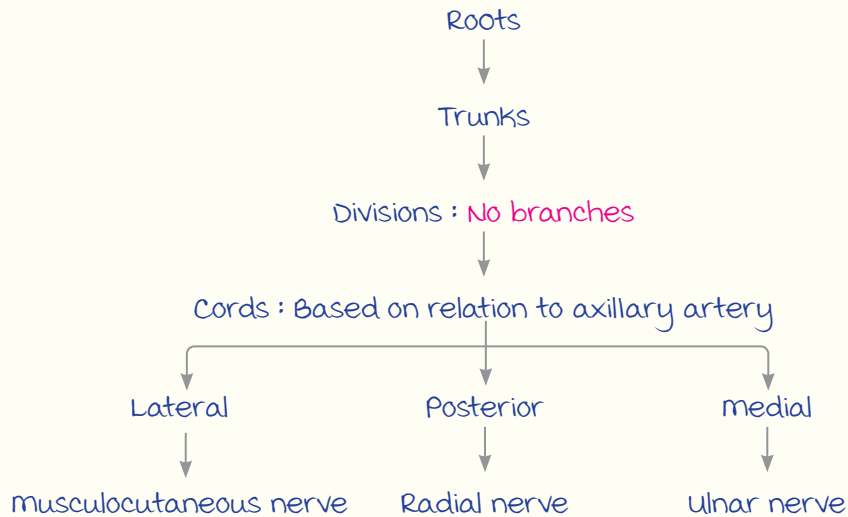 Roots
Trunks
Divisions : No branches
Cords : Based on relation to axillary artery
Lateral Posterior medial
musculocutaneous nerve Radial nerve ulnar nerve